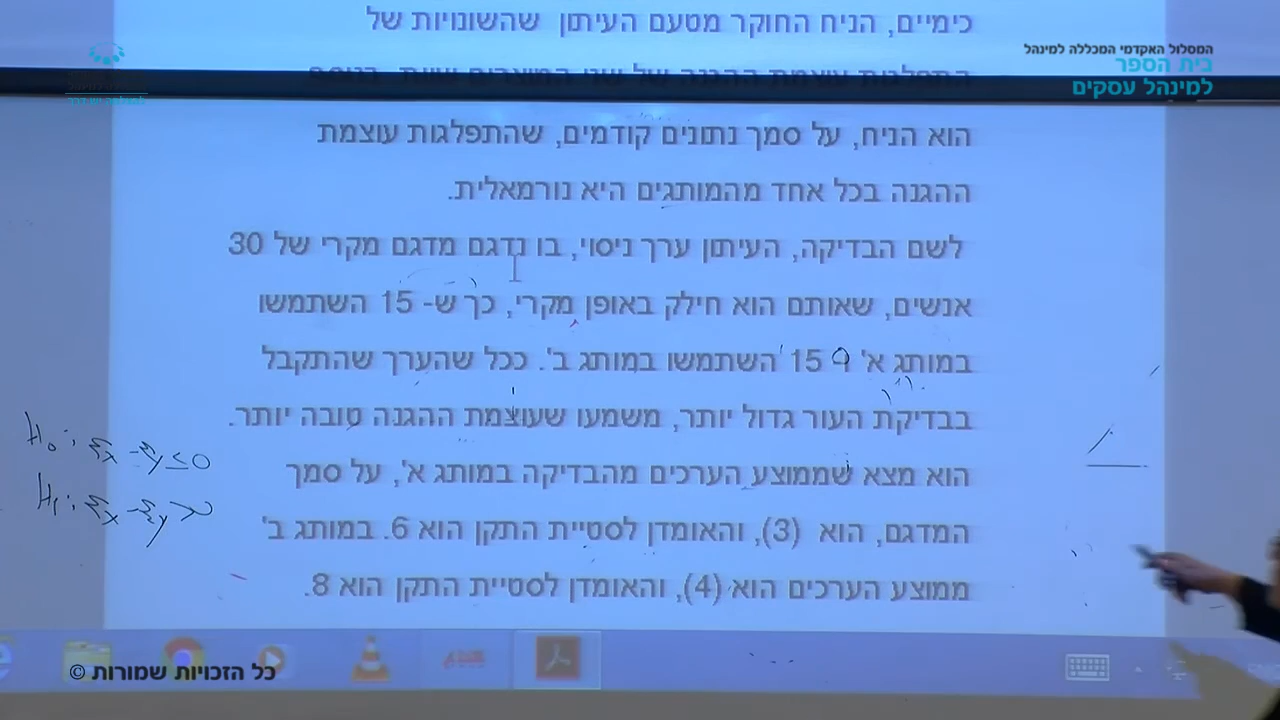 כימיים, הניח החוקר מטעם העיתון שהשונויות של
המסלול האקדמי המכללה למינהל
בית הספר
למינהל עסקים
הוא הניח, על סמך נתונים קודמים, שהתפלגות עוצמת
ההגנה בכל אחד מהמותגים היא נורמאלית.
לשם הבדיקה, העיתון ערך ניסוי, בו נדגם מדגם מקרי של 30
אנשים, שאותם הוא חילק באופן מקרי, כך ש- 15 השתמשו
במותג א' ו 15 השתמשו במותג ב'. ככל שהערך שהתקבל
בבדיקת העור גדול יותר, משמעו שעוצמת ההגנה טובה יותר.
הוא מצא שממוצע הערכים מהבדיקה במותג א', על סמך
המדגם, הוא (3), והאומדן לסטיית התקן הוא 6. במותג ב'
ממוצע הערכים הוא (4), והאומדן לסטיית התקן הוא 8.
כל הזכויות שמורות ©